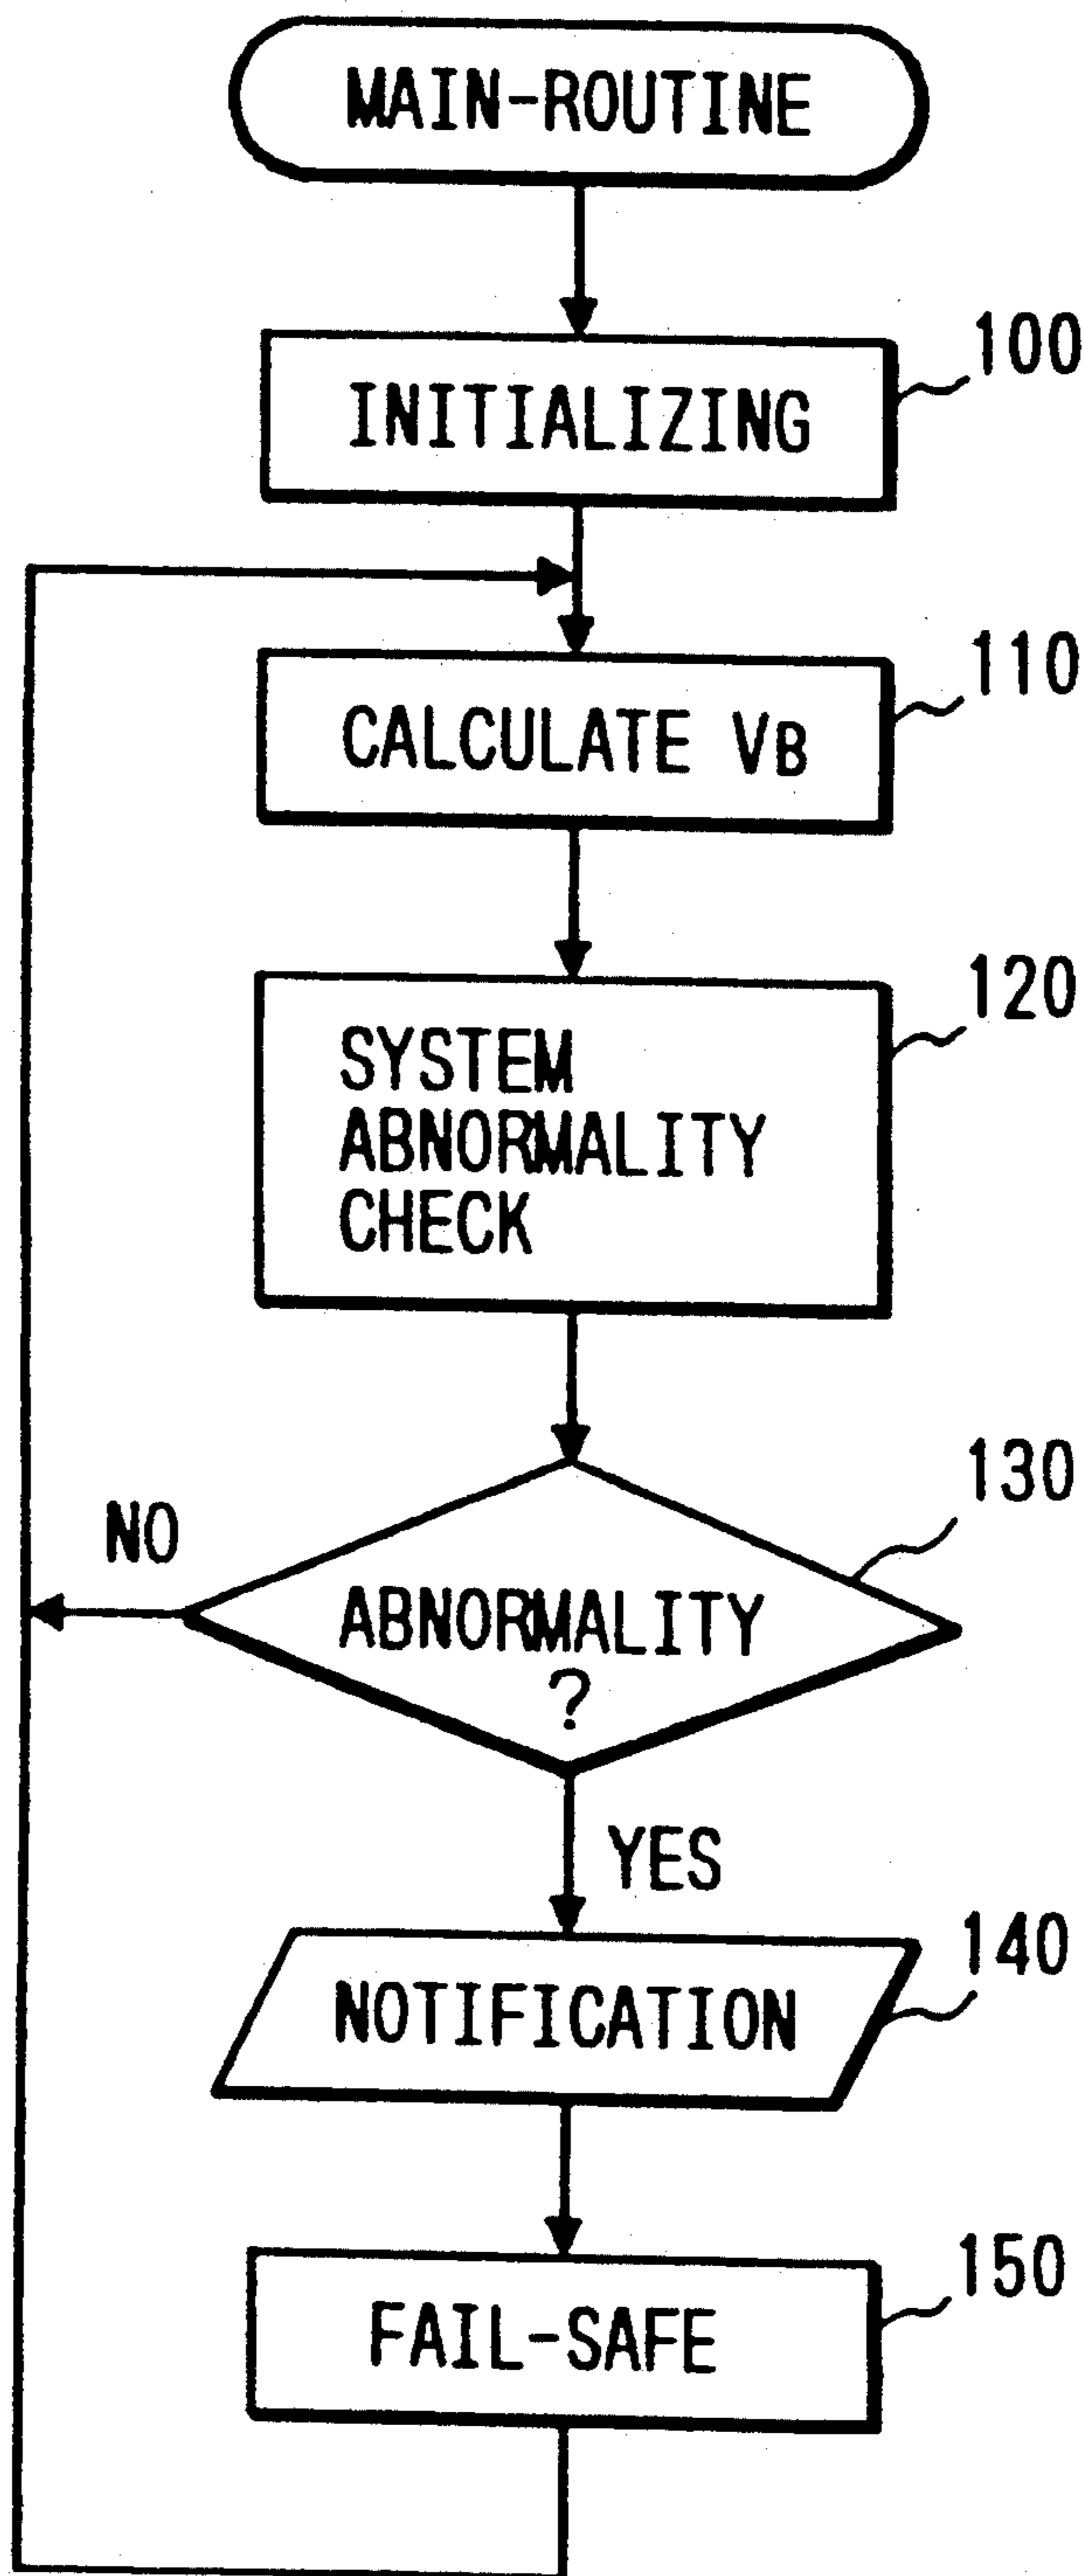 MAIN-ROUTINE
100
INITIALIZING
110
CALCULATE VB
120
SYSTEM
ABNORMALITY
CHECK
130
NO
ABNORMALITY
?
YES
140
NOTIFICATION
150
FAIL-SAFE